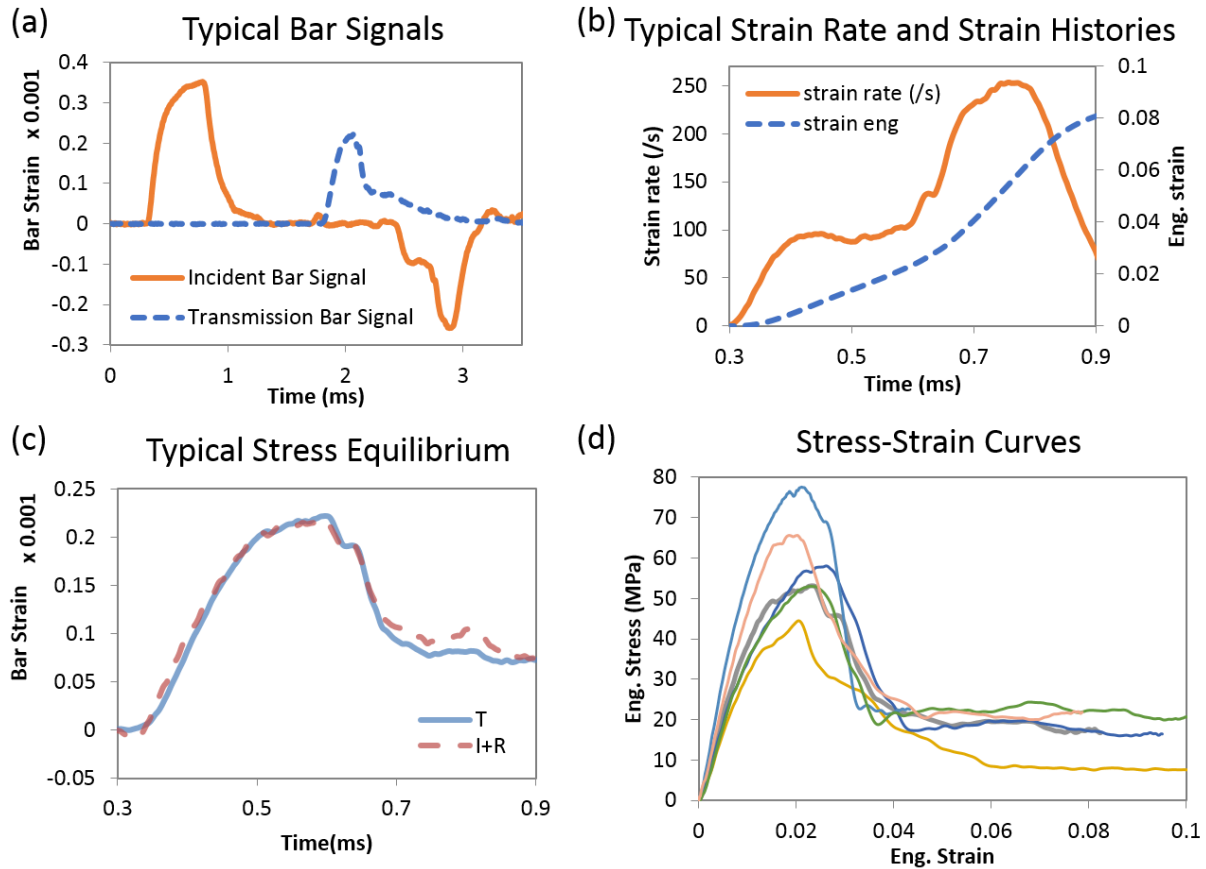 (a)
Typical Bar Signals
0.4
0.3
0.2
0.1
0
-0.1
-0.2
-0.3
Bar Strain x 0.001
Incident Bar Signal
Transmission Bar Signal
0 1 2 3
Time (ms)
(b)
Typical Strain Rate and Strain Histories
250
200
150
100
50
0
Strain rate (/s)
strain rate (/s)
strain eng
0.1
0.08
0.06
0.04
0.02
0
Eng. strain
0.3 0.5 0.7 0.9
Time (ms)
(c)
Typical Stress Equilibrium
0.25
0.2
0.15
0.1
0.05
0
-0.05
Bar Strain x 0.001
T
I+R
0.3 0.5 0.7 0.9
Time(ms)
(d)
Stress-Strain Curves
80
70
60
50
40
30
20
10
0
Eng. Stress (MPa)
0 0.02 0.04 0.06 0.08 0.1
Eng. Strain